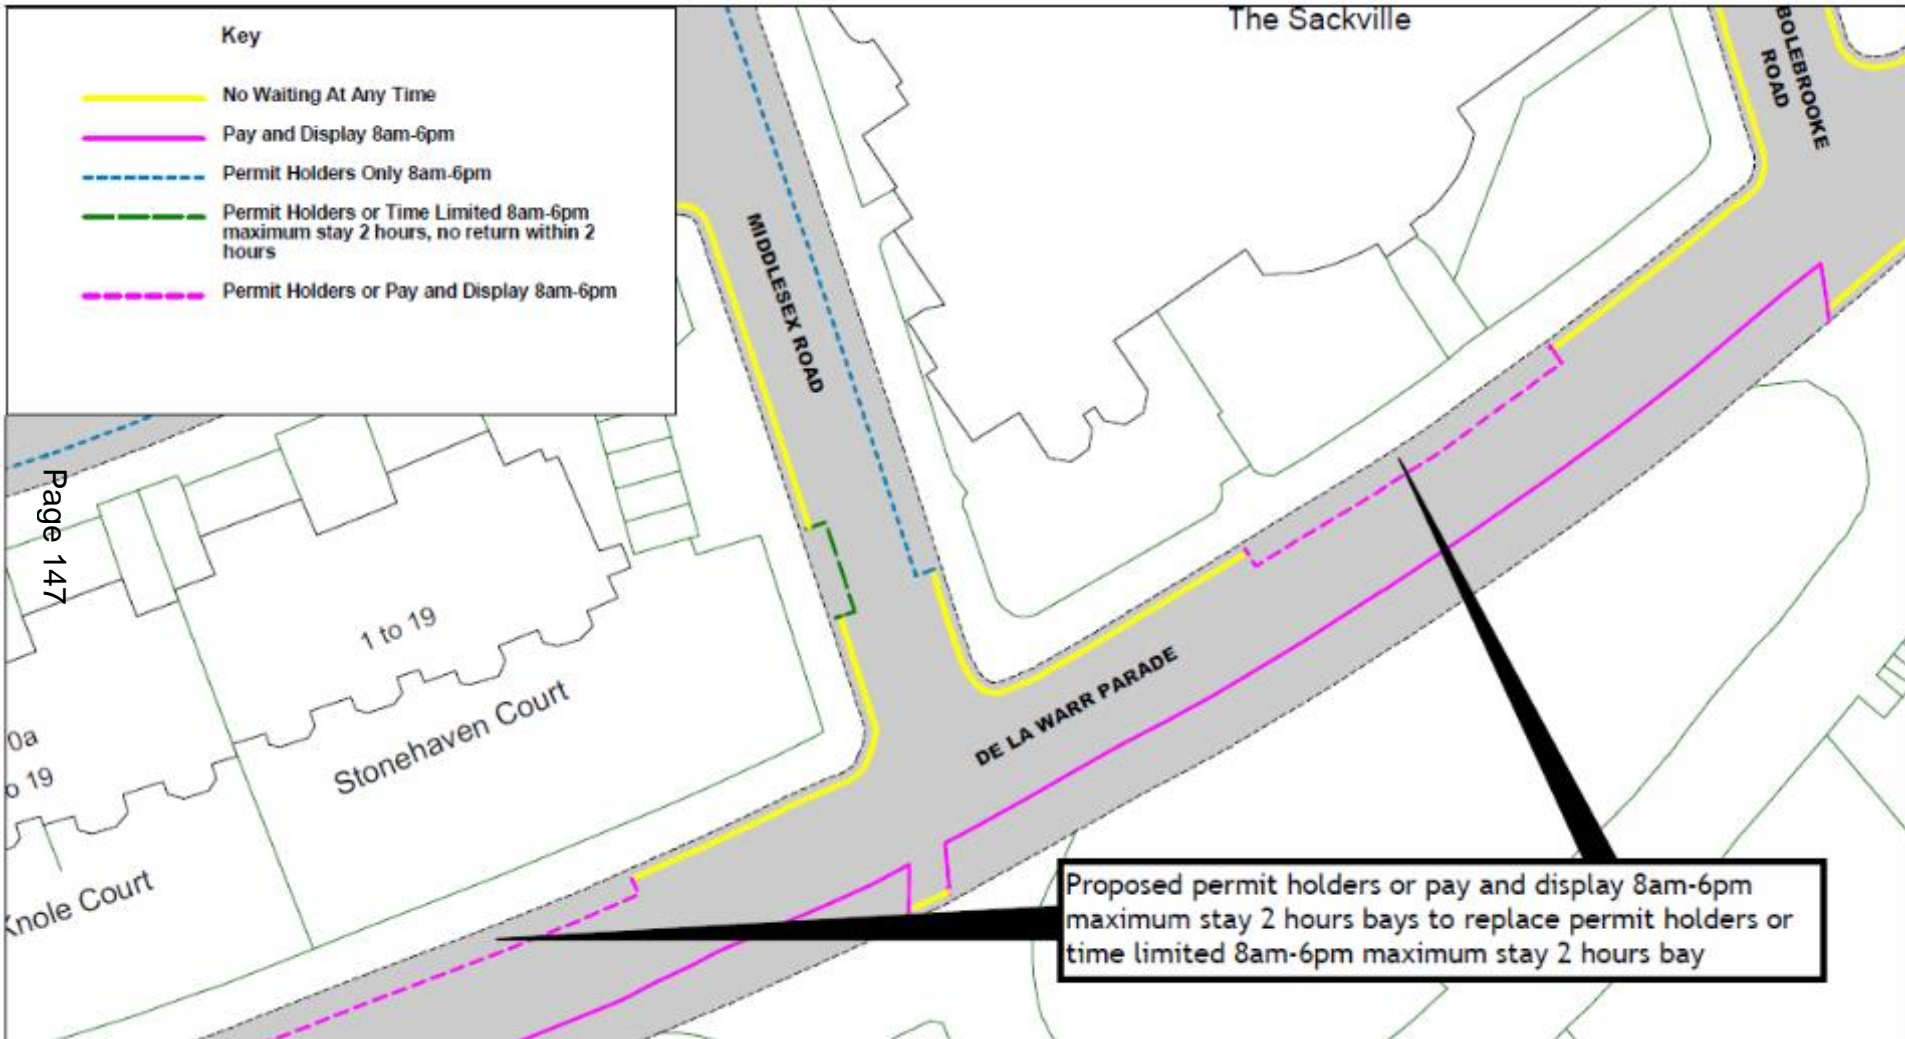 Key
No Waiting At Any Time
Pay and Display 8am-6pm
Permit Holders Only 8am-6pm
Permit Holders or Time Limited 8am-6pm
maximum stay 2 hours, no return within 2
hours
Permit Holders or Pay and Display 8am-6pm
The Sackville
BOLEBROOKE
ROAD
MIDDLESEX ROAD
Page 147
1 to 19
Stonehaven Court
0a
o 19
Knole Court
DE LA WARR PARADE
Proposed permit holders or pay and display 8am-6pm
maximum stay 2 hours bays to replace permit holders or
time limited 8am-6pm maximum stay 2 hours bay